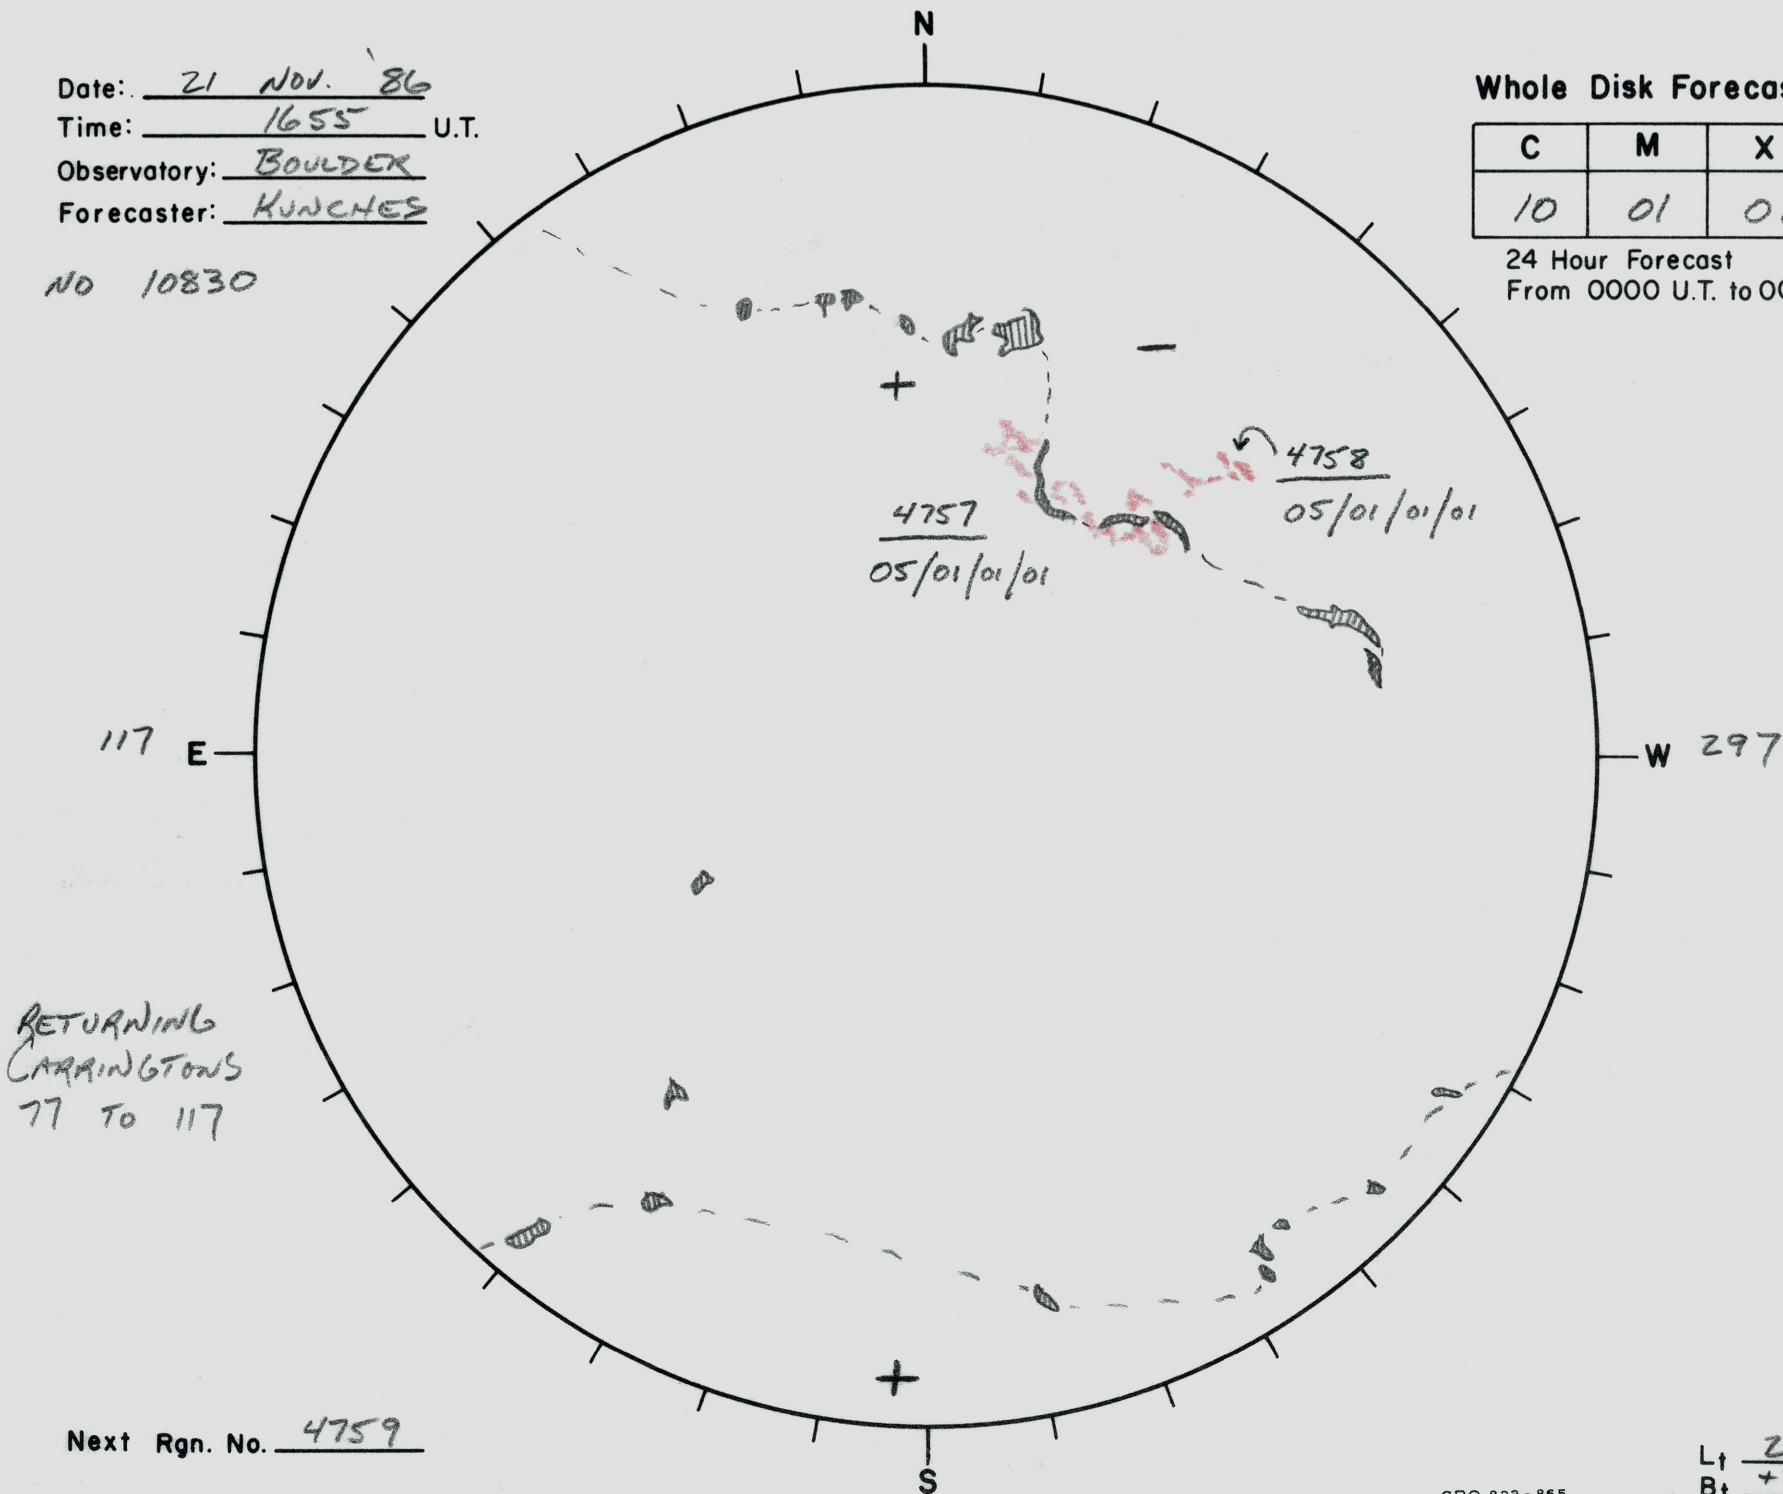 N
Date: 21 NOV. '86
Time: 1655 U.T.
Observatory: BOULDER
Forecaster: KUNCHES
NO 10830
Whole Disk
C M X
10 01
24 Hour Forecast
From 0000 U.T. to
+
−
4758
05/01/01/01
4757
05/01/01/01
117 E
W 297
RETURNING
CARRINGTONS
77 TO 117
+
Next Rgn. No. 4759
S
Lt
Bt +